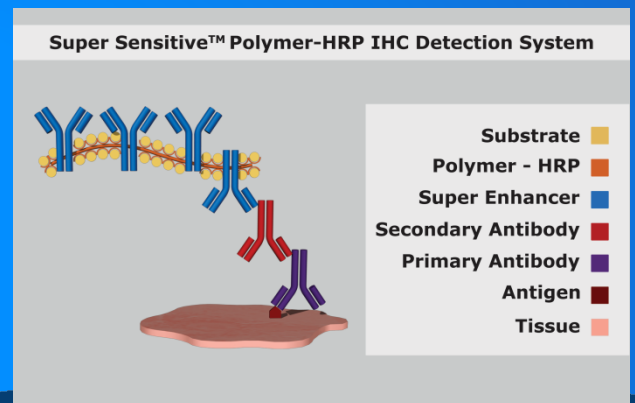 Super Sensitive™ Polymer-HRP IHC Detection System
Substrate
Polymer - HRP
Super Enhancer
Secondary Antibody
Primary Antibody
Antigen
Tissue